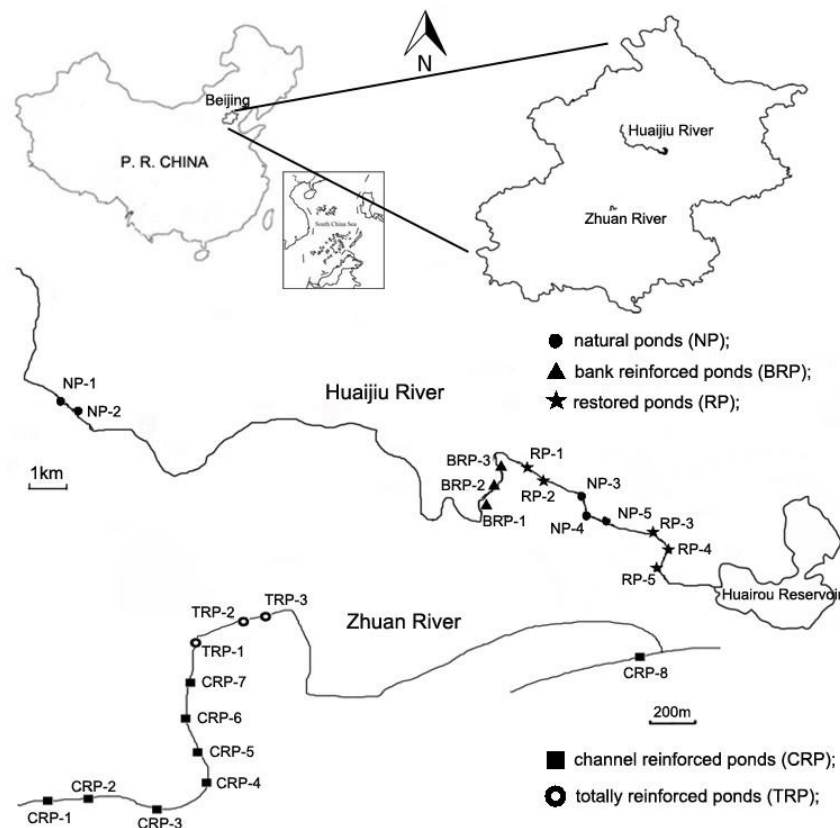 N
Beijing
P. R. CHINA
South China Sea
Huaijiu River
Zhuan River
natural ponds (NP);
bank reinforced ponds (BRP);
restored ponds (RP);
NP-1
NP-2
Huaijiu River
1km
BRP-3
RP-1
BRP-2
RP-2
NP-3
BRP-1
NP-4
NP-5
RP-3
RP-4
RP-5
Huairou Reservoir
TRP-2
TRP-3
Zhuan River
TRP-1
CRP-7
CRP-8
CRP-6
200m
CRP-5
channel reinforced ponds (CRP);
CRP-4
CRP-2
totally reinforced ponds (TRP);
CRP-1
CRP-3